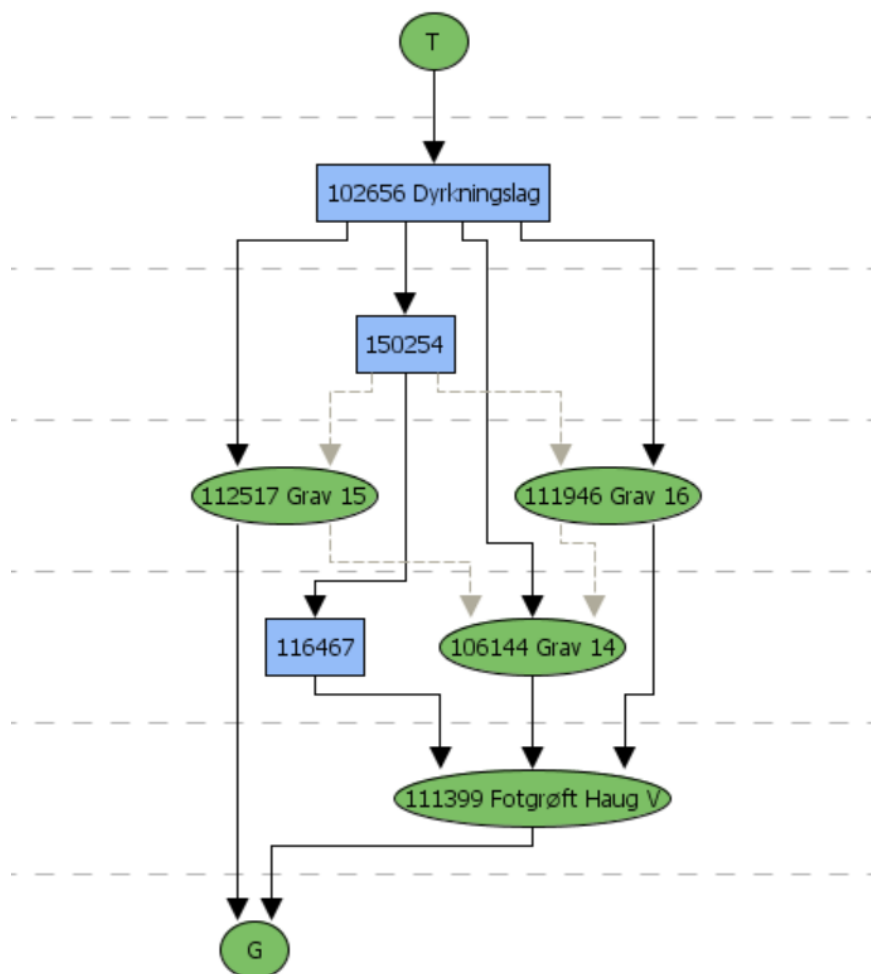 T
102656 Dyrkningslag
150254
112517 Grav 15
111946 Grav 16
116467
106144 Grav 14
111399 Fotgrøft Haug V
G